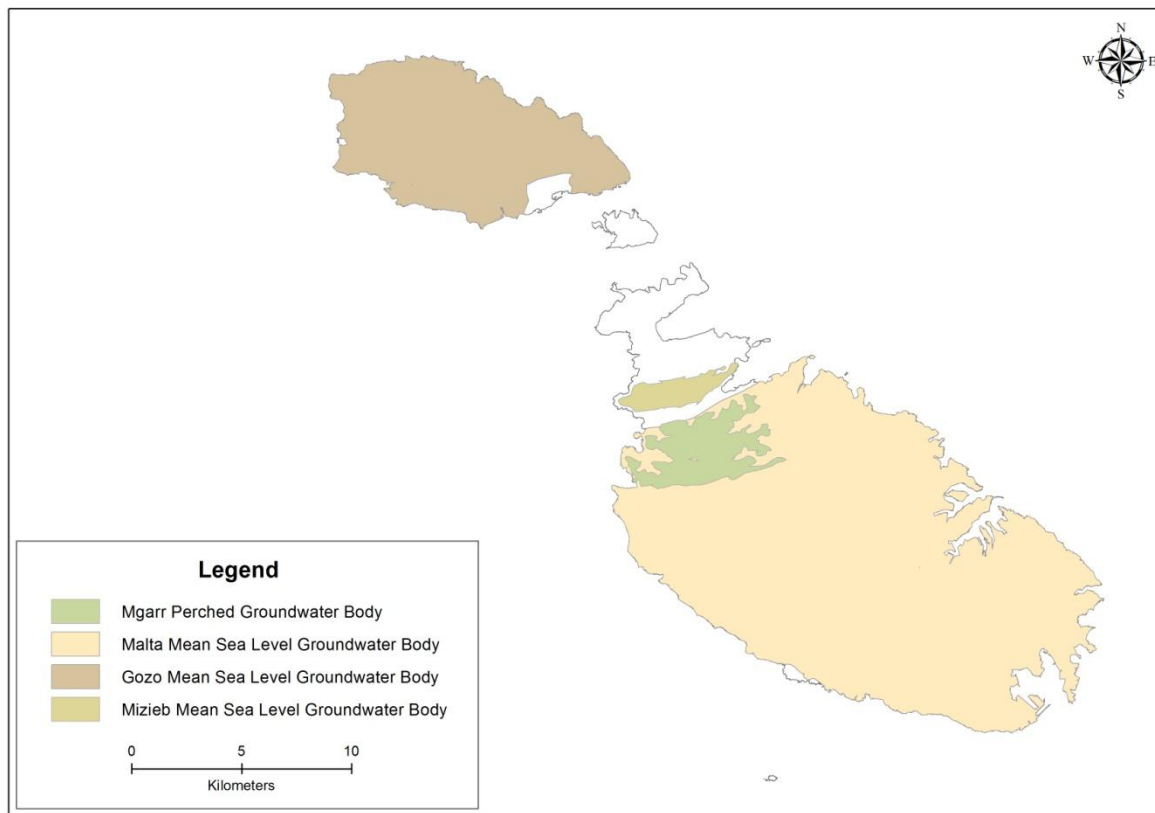 N
W E
S
Legend
Mgarr Perched Groundwater Body
Malta Mean Sea Level Groundwater Body
Gozo Mean Sea Level Groundwater Body
Mizieb Mean Sea Level Groundwater Body
0 5 10
Kilometers